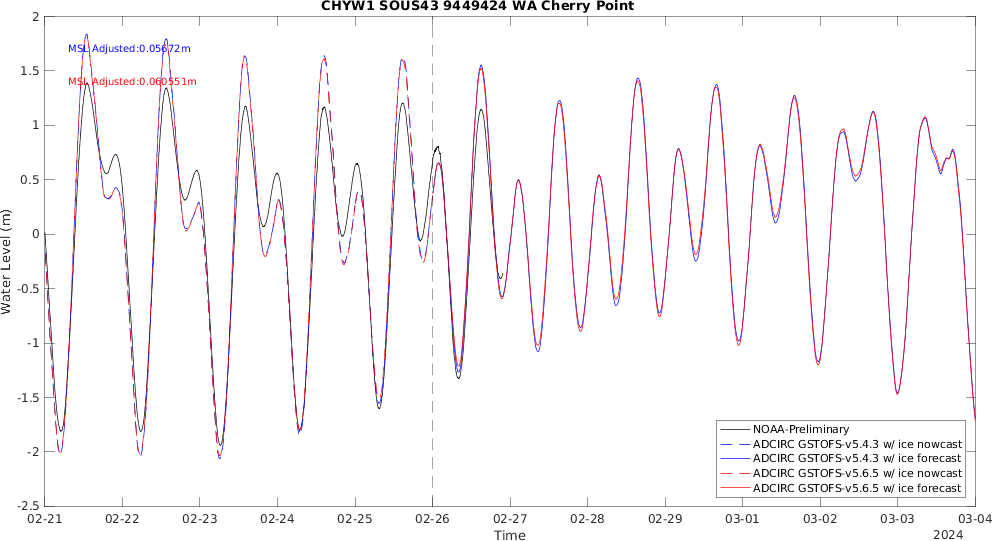 CHYW1 SOUS43 9449424 WA Cherry Point
MSL Adjusted:0.05672m
MSL Adjusted:0.060551m
Water Level (m)
2
1.5
1
0.5
0
-0.5
-1
-1.5
-2
-2.5
NOAA-Preliminary
ADCIRC GSTOFS-v5.4.3 w/ ice nowcast
ADCIRC GSTOFS-v5.4.3 w/ ice forecast
ADCIRC GSTOFS-v5.6.5 w/ ice nowcast
ADCIRC GSTOFS-v5.6.5 w/ ice forecast
02-21 02-22 02-23 02-24 02-25 02-26 02-27 02-28 02-29 03-01 03-02 03-03 03-04
Time
2024